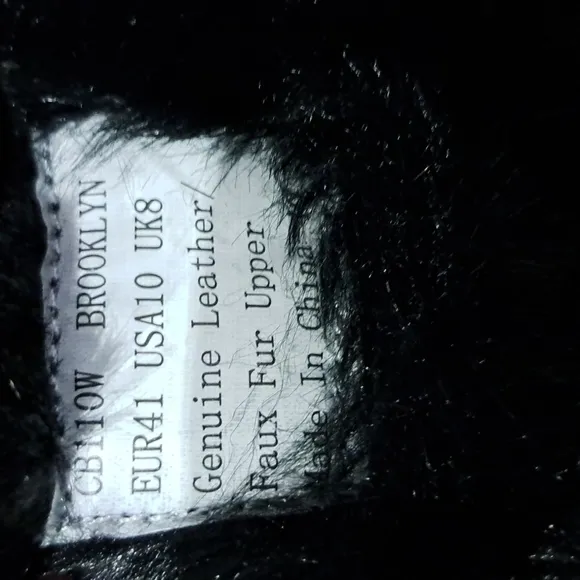 CB110W BROOKLYN
EUR41 USA10 UK8
Genuine Leather/
Faux Fur Upper
Made In China